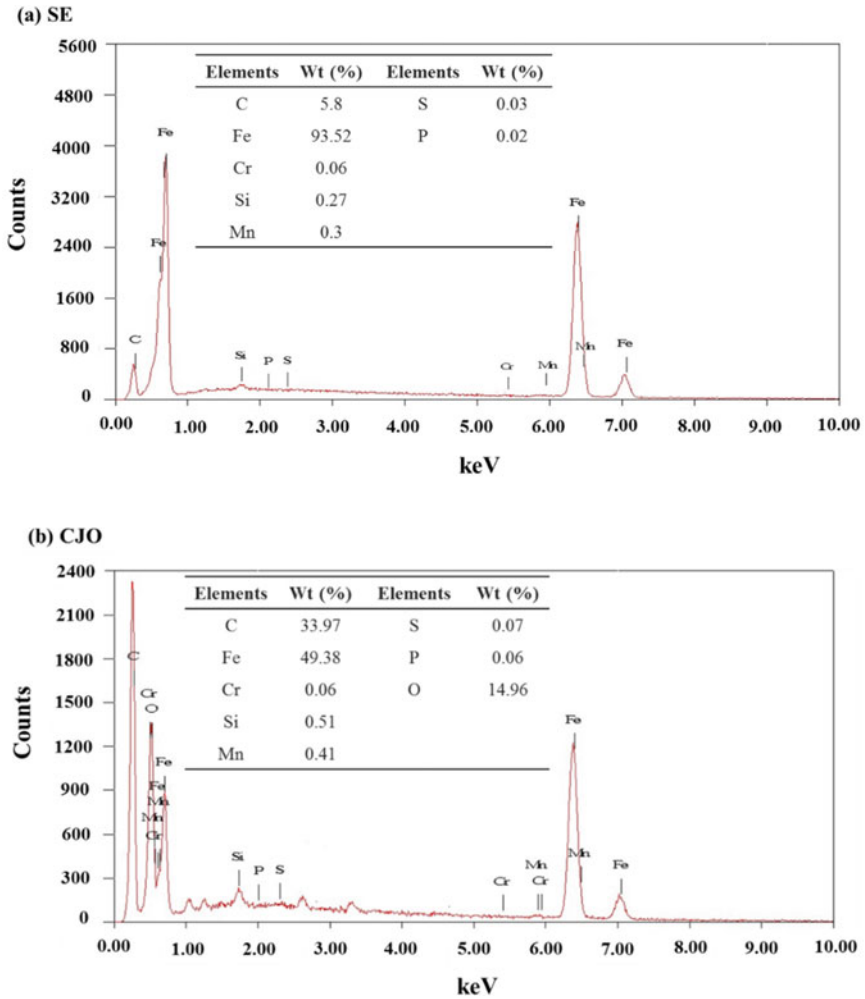 (a) SE
5600
4800
4000
3200
2400
1600
800
0
Counts
Elements Wt (%) Elements Wt (%)
C 5.8 S 0.03
Fe 93.52 P 0.02
Cr 0.06
Si 0.27
Mn 0.3
Fe
Fe
C
Si P S
Cr Mn
Fe
Mn
Fe
0.00 1.00 2.00 3.00 4.00 5.00 6.00 7.00 8.00 9.00 10.00
keV
(b) CJO
2400
2100
1800
1500
1200
900
600
300
0
Counts
Elements Wt (%) Elements Wt (%)
C 33.97 S 0.07
Fe 49.38 P 0.06
Cr 0.06 O 14.96
Si 0.51
Mn 0.41
C
Cr
O
Fe
Fe
Mn
Mn
Cr
Si P S
Mn
Cr Cr
Fe
Mn
Fe
0.00 1.00 2.00 3.00 4.00 5.00 6.00 7.00 8.00 9.00 10.00
keV